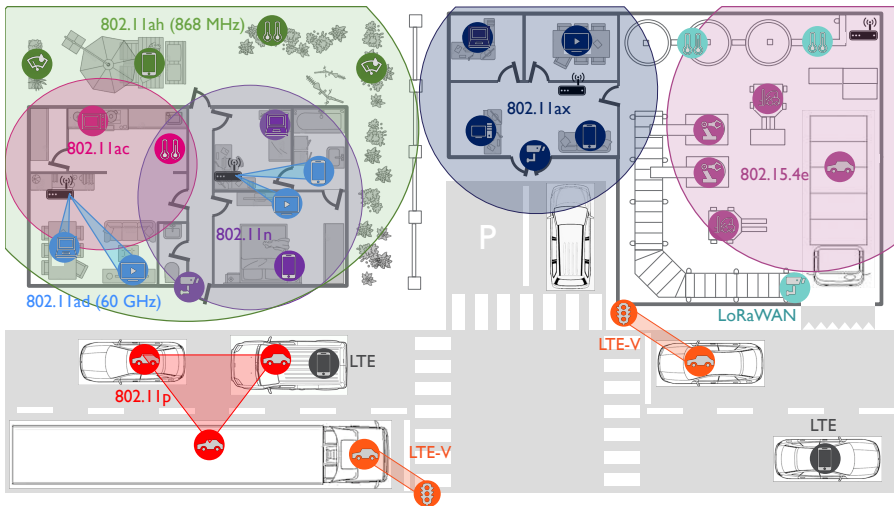 802.11ah (868 MHz)
802.11ac
802.11n
802.11ad (60 GHz)
802.11ax
802.15.4e
P
LoRaWAN
LTE-V
LTE
802.11p
LTE-V
LTE